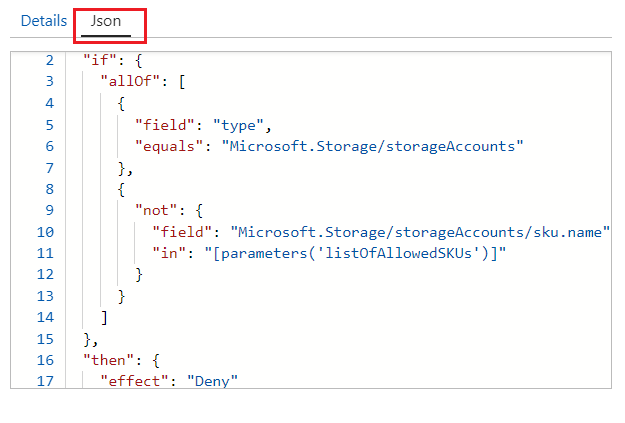 Details Json
2 "if": {
3 "allOf": [
4 {
5 "field": "type",
6 "equals": "Microsoft.Storage/storageAccounts"
7 },
8 {
9 "not": {
10 "field": "Microsoft.Storage/storageAccounts/sku.name"
11 "in": "[parameters('listOfAllowedSKUs')]"
12 }
13 }
14 ]
15 },
16 "then": {
17 "effect": "Deny"